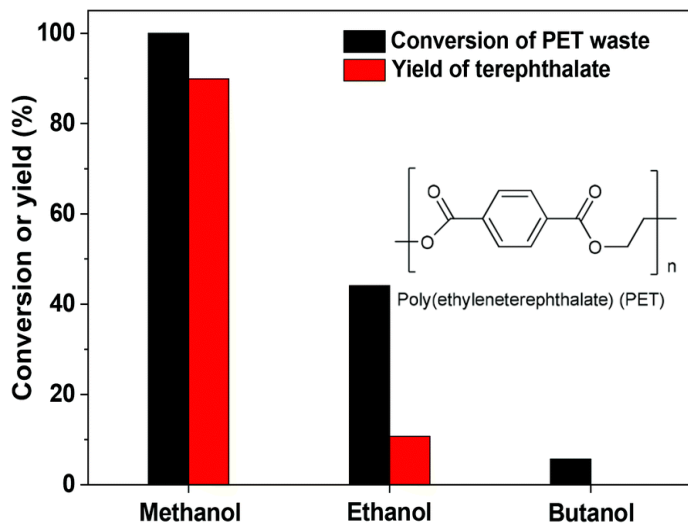 Conversion or yield (%)
100
80
60
40
20
0
Conversion of PET waste
Yield of terephthalate
O
O
O
O
n
Poly(ethyleneterephthalate) (PET)
Methanol Ethanol Butanol